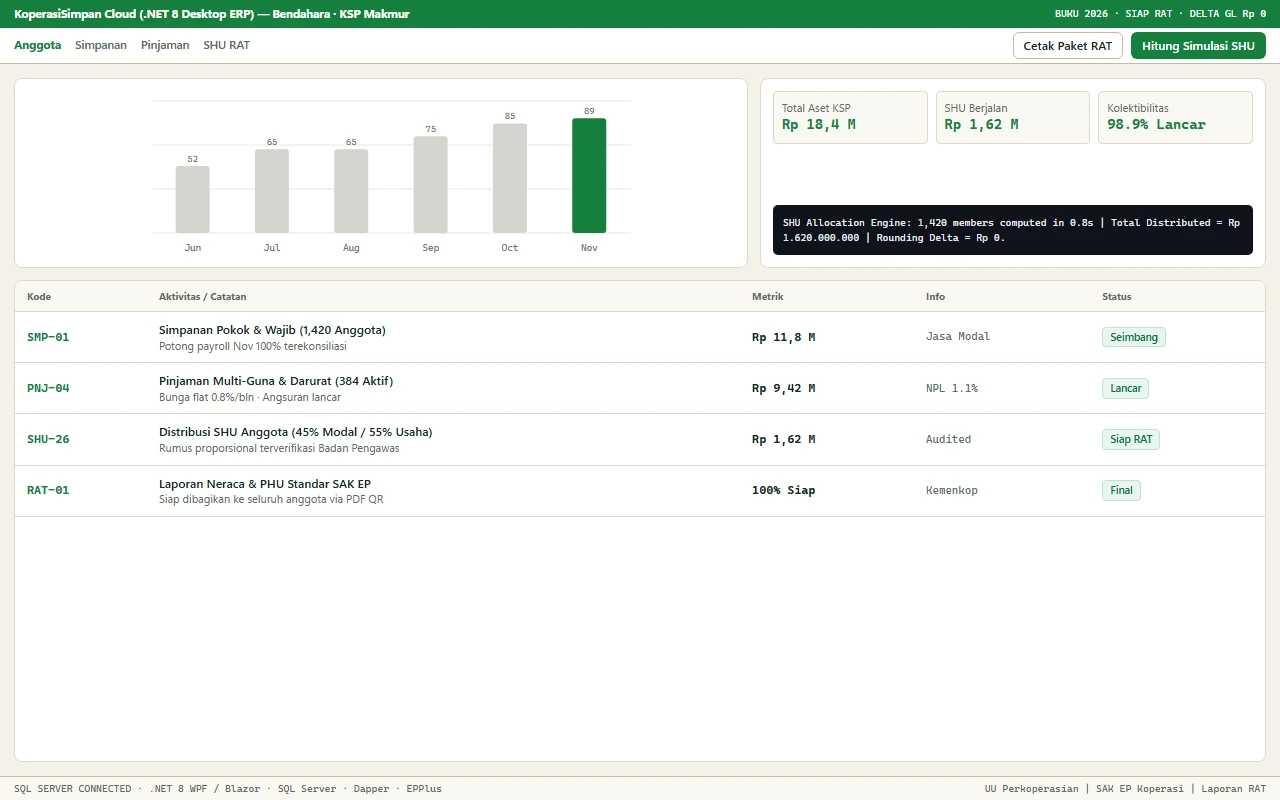 KoperasiSimpan Cloud (.NET 8 Desktop ERP) — Bendahara · KSP Makmur
BUKU 2026 · SIAP RAT · DELTA GL Rp 0
Anggota
Simpanan
Pinjaman
SHU RAT
Cetak Paket RAT
Hitung Simulasi SHU
52
65
65
75
85
89
Jun
Jul
Aug
Sep
Oct
Nov
Total Aset KSP
Rp 18,4 M
SHU Berjalan
Rp 1,62 M
Kolektibilitas
98.9% Lancar
SHU Allocation Engine: 1,420 members computed in 0.8s | Total Distributed = Rp
1.620.000.000 | Rounding Delta = Rp 0.
Kode
Aktivitas / Catatan
Metrik
Info
Status
SMP-01
Simpanan Pokok & Wajib (1,420 Anggota)
Potong payroll Nov 100% terekonsiliasi
Rp 11,8 M
Jasa Modal
Seimbang
PNJ-04
Pinjaman Multi-Guna & Darurat (384 Aktif)
Bunga flat 0.8%/bln · Angsuran lancar
Rp 9,42 M
NPL 1.1%
Lancar
SHU-26
Distribusi SHU Anggota (45% Modal / 55% Usaha)
Rumus proporsional terverifikasi Badan Pengawas
Rp 1,62 M
Audited
Siap RAT
RAT-01
Laporan Neraca & PHU Standar SAK EP
Siap dibagikan ke seluruh anggota via PDF QR
100% Siap
Kemenkop
Final
SQL SERVER CONNECTED · .NET 8 WPF / Blazor · SQL Server · Dapper · EPPlus
UU Perkoperasian | SAK EP Koperasi | Laporan RAT